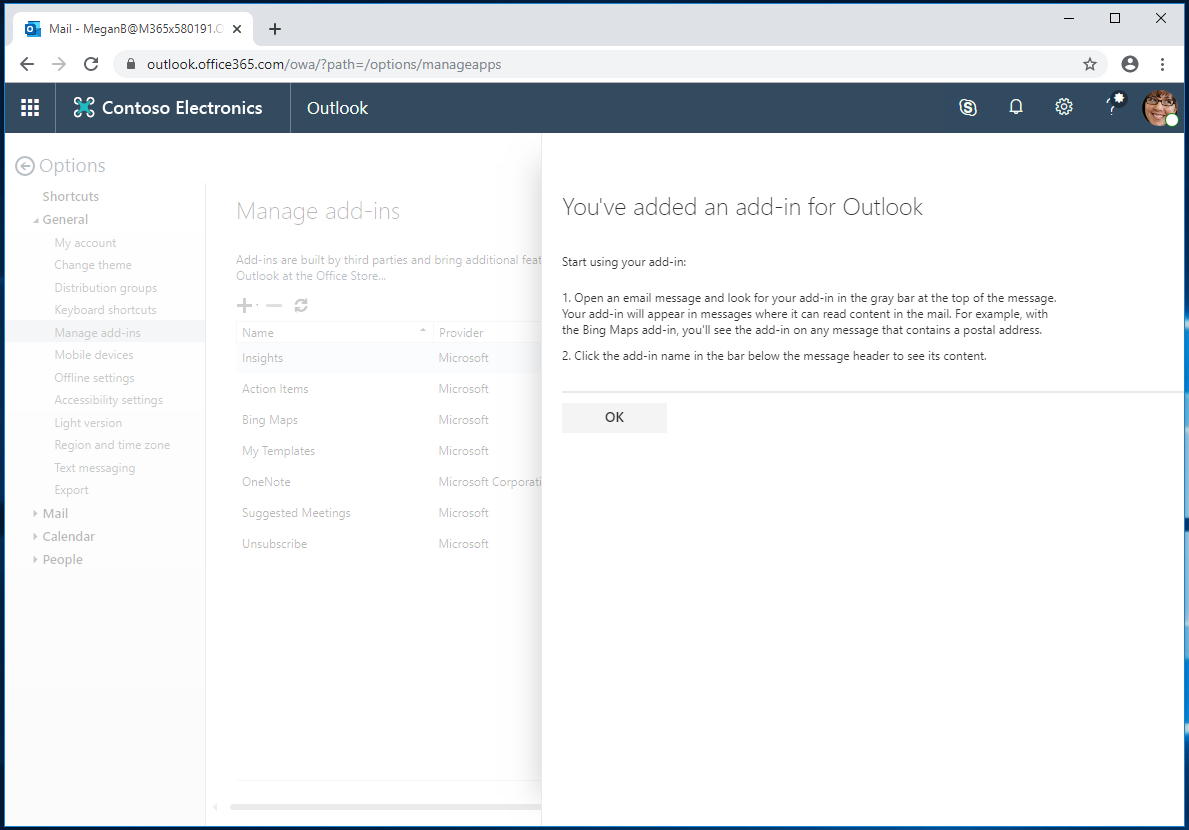 Mail - MeganB@M365x580191.O
outlook.office365.com/owa/?path=/options/manageapps
Contoso Electronics
Outlook
Options
Shortcuts
General
My account
Change theme
Distribution groups
Keyboard shortcuts
Manage add-ins
Mobile devices
Offline settings
Accessibility settings
Light version
Region and time zone
Text messaging
Export
Mail
Calendar
People
Manage add-ins
Add-ins are built by third parties and bring additional feat
Outlook at the Office Store...
Name Provider
Insights Microsoft
Action Items Microsoft
Bing Maps Microsoft
My Templates Microsoft
OneNote Microsoft Corporati
Suggested Meetings Microsoft
Unsubscribe Microsoft
You've added an add-in for Outlook
Start using your add-in:
1. Open an email message and look for your add-in in the gray bar at the top of the message.
Your add-in will appear in messages where it can read content in the mail. For example, with
the Bing Maps add-in, you'll see the add-in on any message that contains a postal address.
2. Click the add-in name in the bar below the message header to see its content.
OK